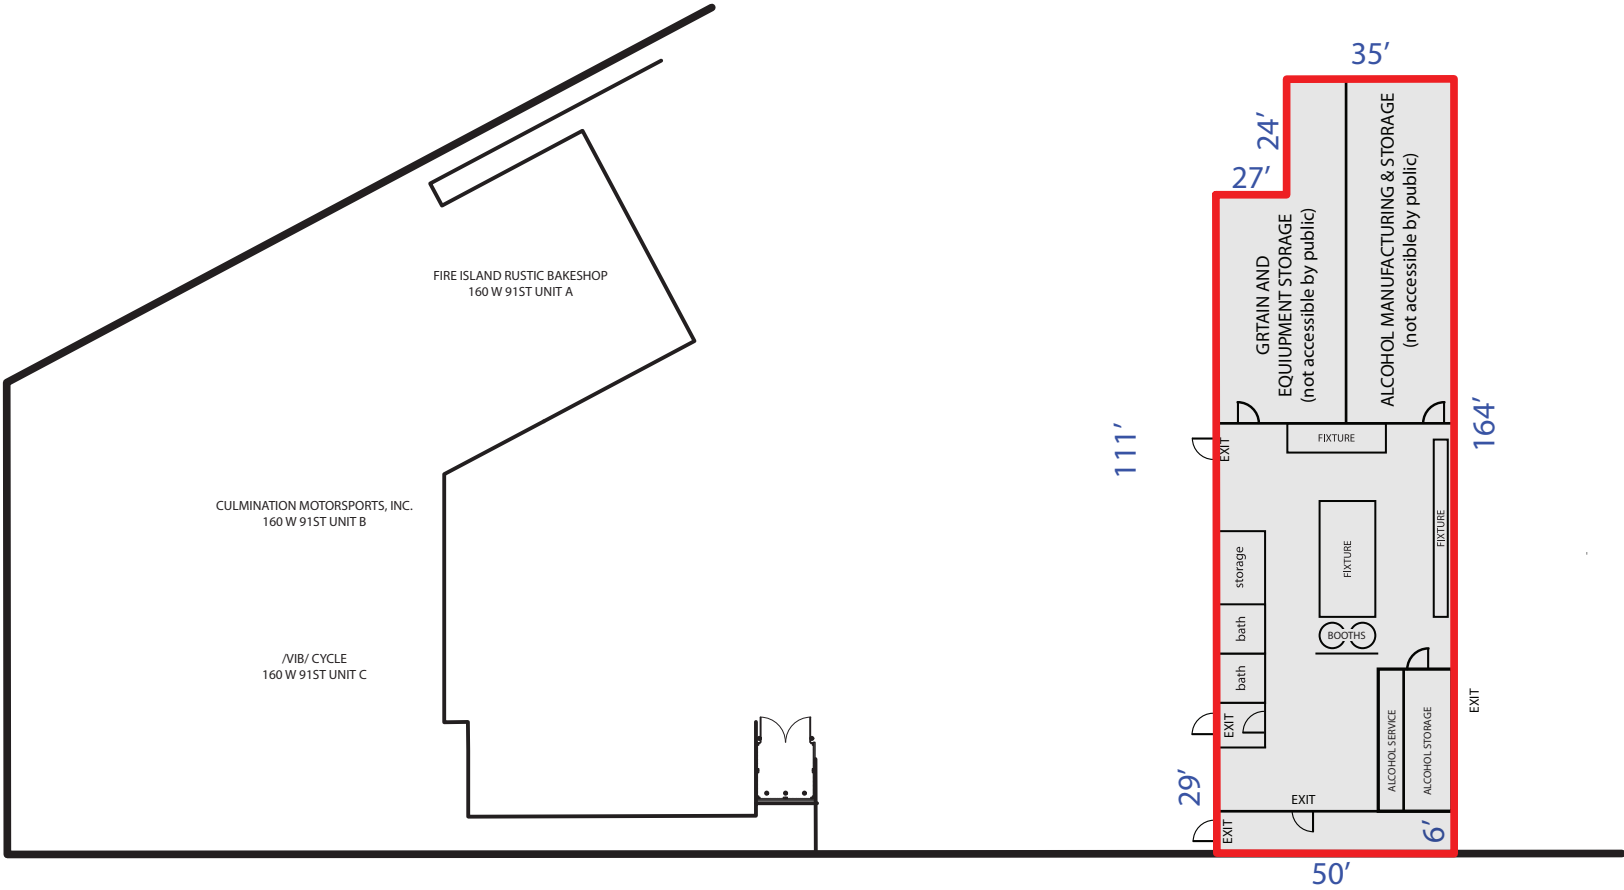 35'
24'
27'
ALCOHOL MANUFACTURING & STORAGE
(not accessible by public)
GRTAIN AND
EQUIUPMENT STORAGE
(not accessible by public)
FIRE ISLAND RUSTIC BAKESHOP
160 W 91ST UNIT A
111'
164'
EXIT
FIXTURE
CULMINATION MOTORSPORTS, INC.
160 W 91ST UNIT B
storage
FIXTURE
FIXTURE
bath
BOOTHS
/VIB/ CYCLE
160 W 91ST UNIT C
bath
EXIT
EXIT
ALCOHOL SERVICE
ALCOHOL STORAGE
29'
EXIT
EXIT
6'
50'